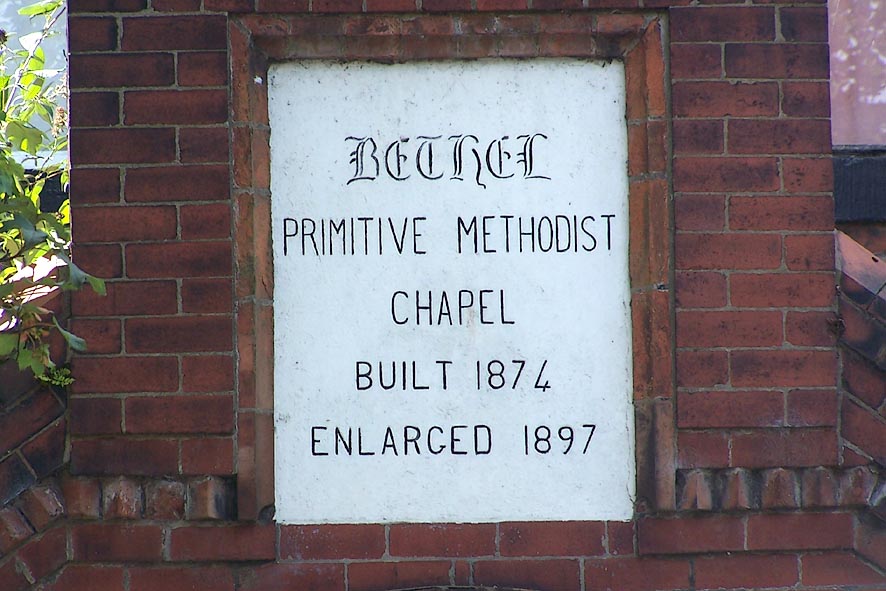 BETHEL
PRIMITIVE METHODIST
CHAPEL
BUILT 1874
ENLARGED 1897